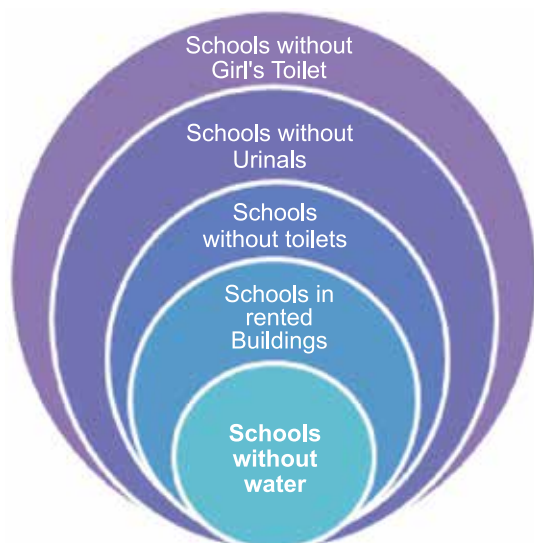 Schools without
Girl's Toilet
Schools without
Urinals
Schools
without toilets
Schools in
rented
Buildings
Schools
without
water